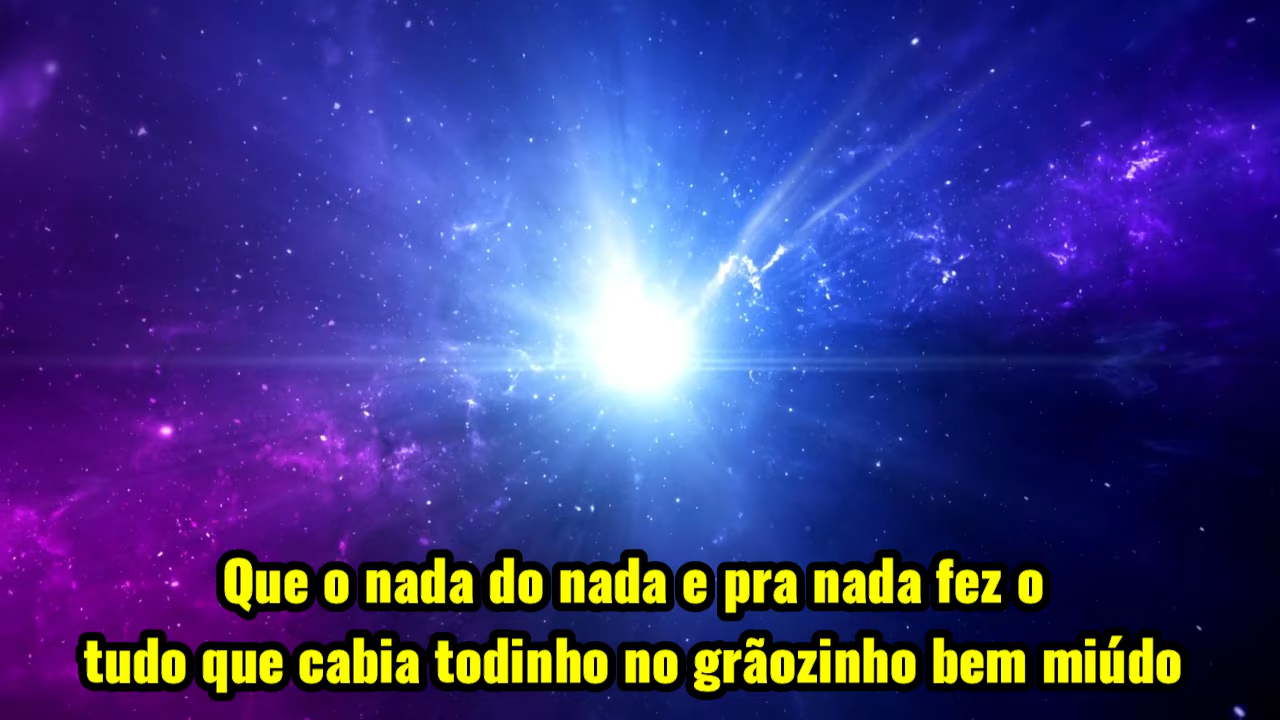 Que o nada do nada e pra nada fez o
tudo que cabia todinho no grãozinho bem miúdo